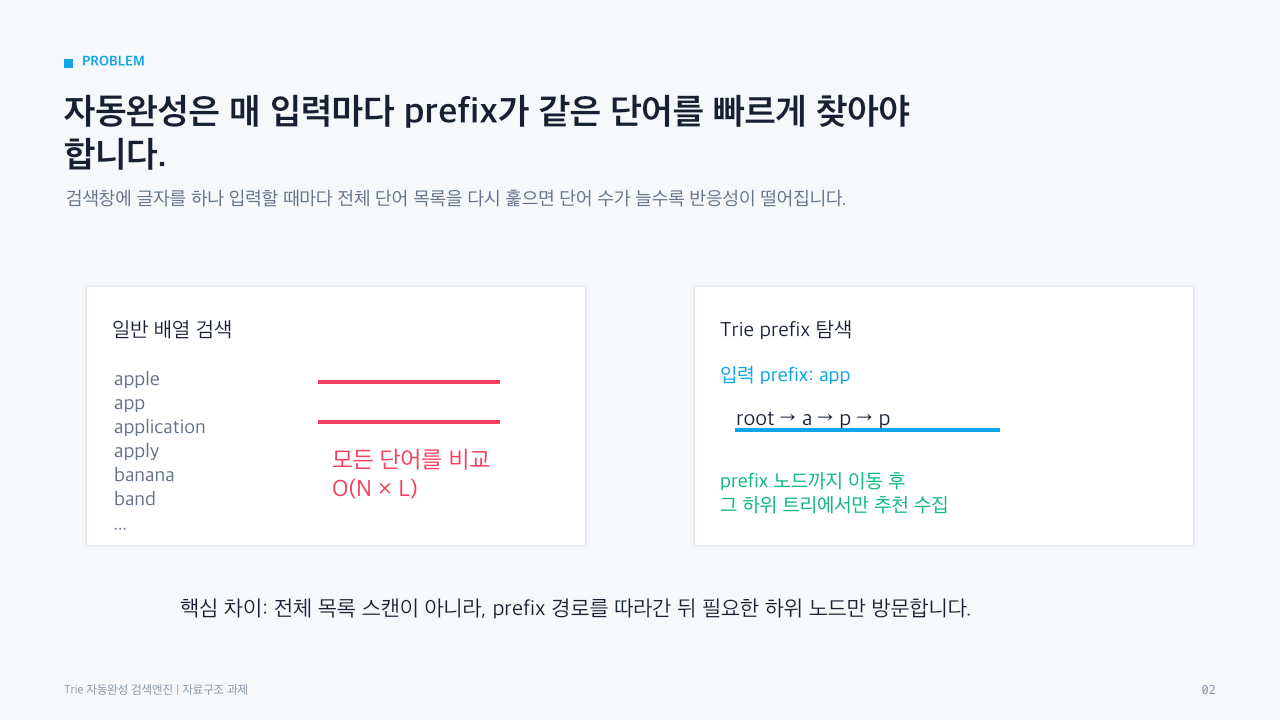 PROBLEM
자동완성은 매 입력마다 prefix가 같은 단어를 빠르게 찾아야
합니다.
검색창에 글자를 하나 입력할 때마다 전체 단어 목록을 다시 훑으면 단어 수가 늘수록 반응성이 떨어집니다.
일반 배열 검색
apple
app
application
apply
banana
band
...
모든 단어를 비교
O(N × L)
Trie prefix 탐색
입력 prefix: app
root → a → p → p
prefix 노드까지 이동 후
그 하위 트리에서만 추천 수집
핵심 차이: 전체 목록 스캔이 아니라, prefix 경로를 따라간 뒤 필요한 하위 노드만 방문합니다.
Trie 자동완성 검색엔진 | 자료구조 과제
02